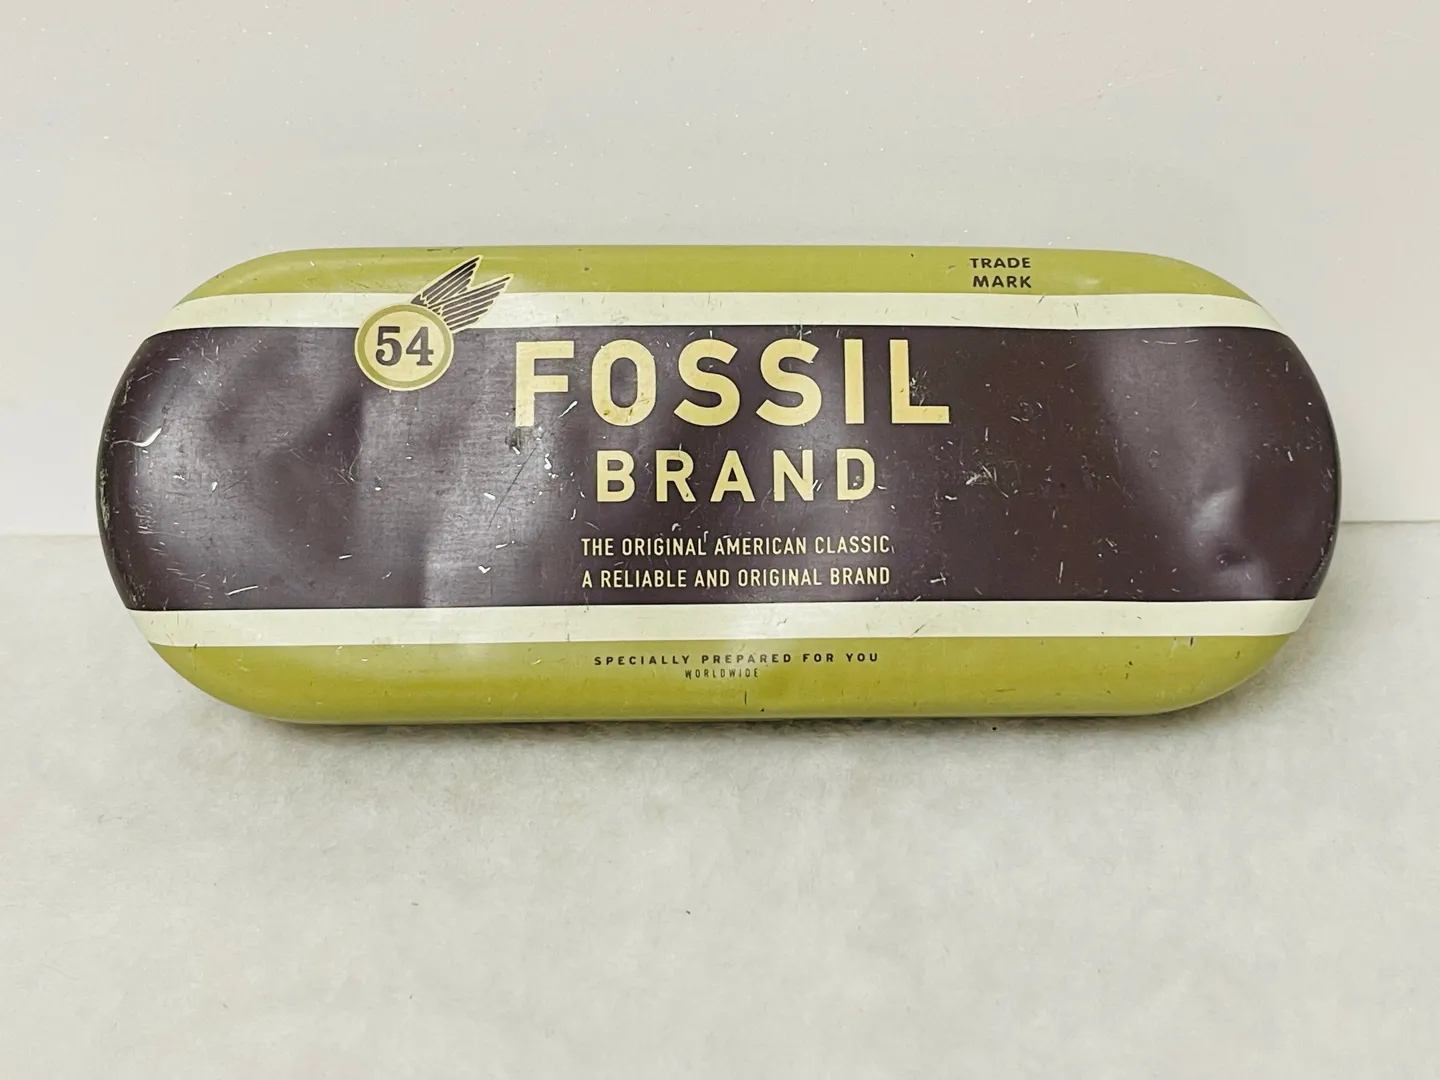 TRADE
MARK
54
FOSSIL
BRAND
THE ORIGINAL AMERICAN CLASSIC
A RELIABLE AND ORIGINAL BRAND
SPECIALLY PREPARED FOR YOU
WORLDWIDE